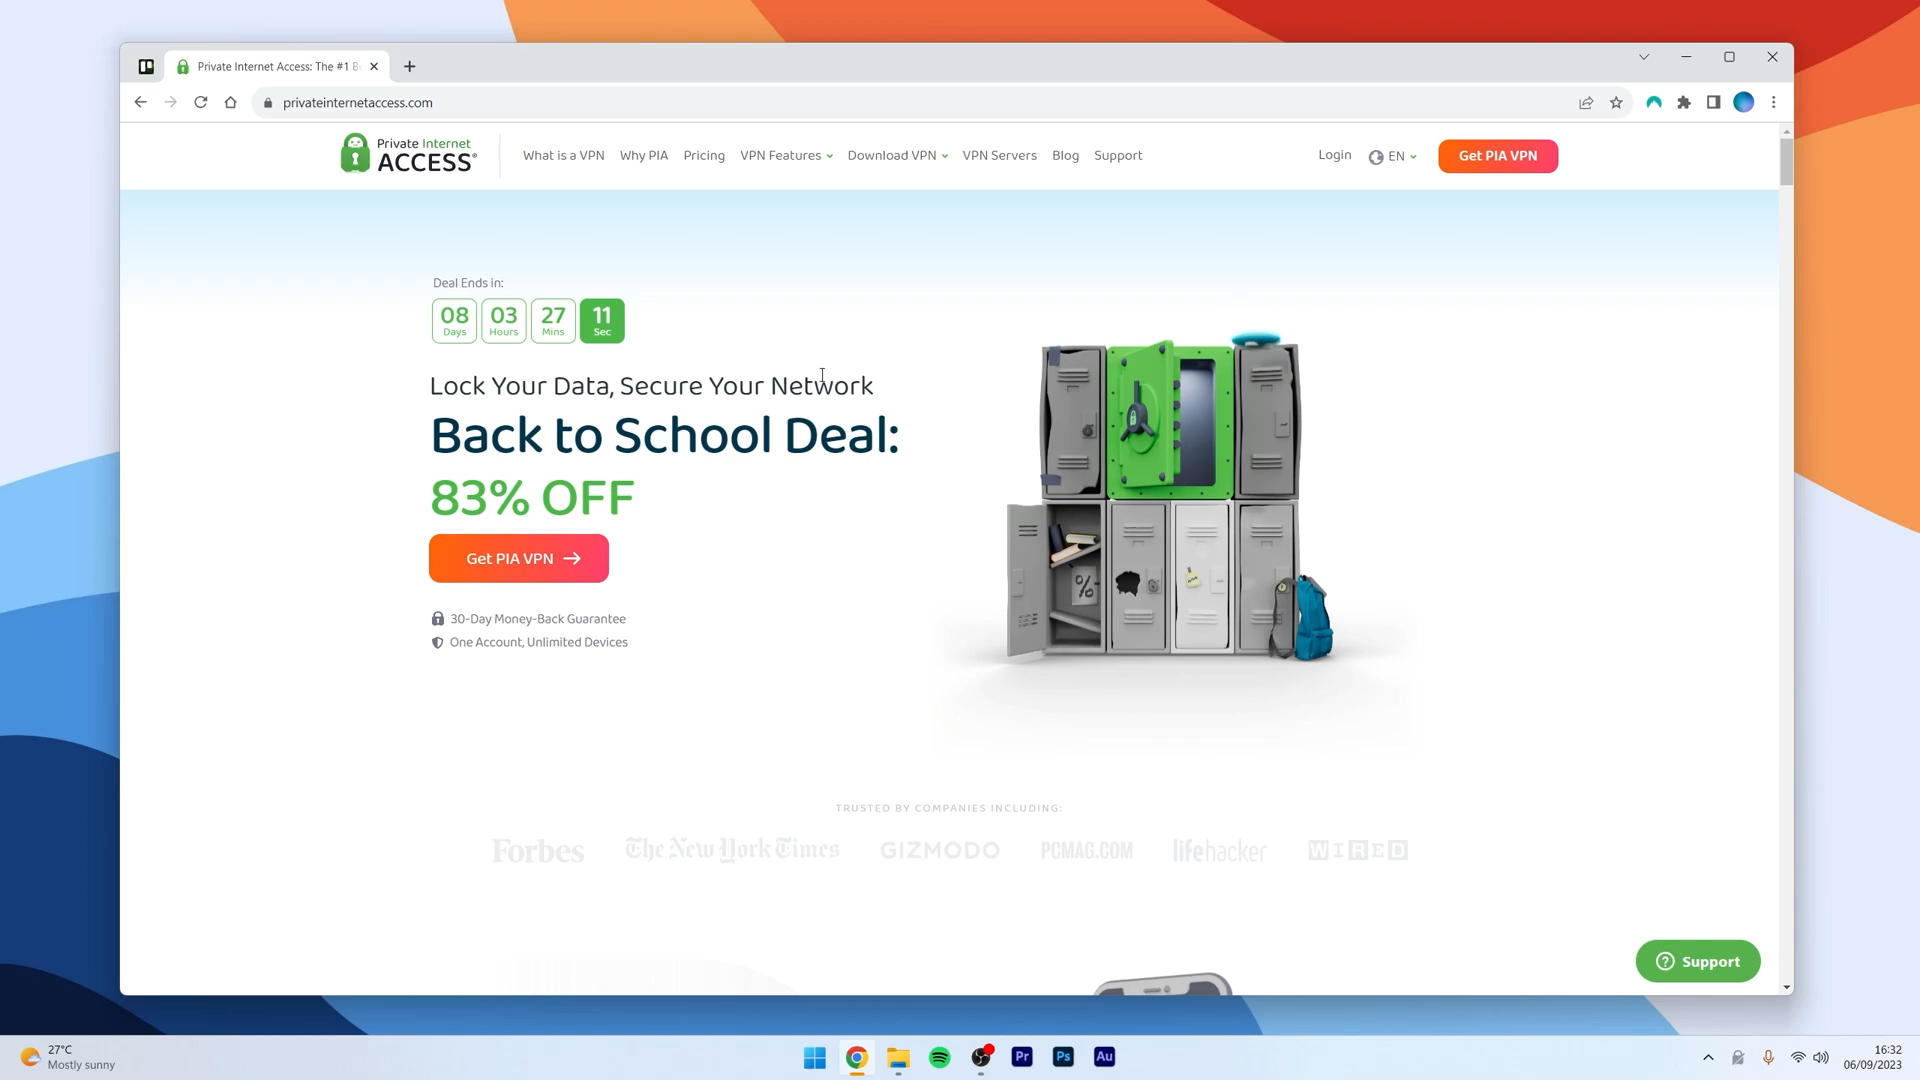 Private Internet Access: The #1 B
privateinternetaccess.com
Private Internet
ACCESS®
What is a VPN
Why PIA
Pricing
VPN Features
Download VPN
VPN Servers
Blog
Support
Login
EN
Get PIA VPN
Deal Ends in:
08 03 27 11
Days Hours Mins Sec
Lock Your Data, Secure Your Network
Back to School Deal:
83% OFF
Get PIA VPN
30-Day Money-Back Guarantee
One Account, Unlimited Devices
TRUSTED BY COMPANIES INCLUDING:
Forbes
The New York Times
GIZMODO
PCMAG.COM
lifehacker
WIRED
Support
27°C
Mostly sunny
Pr
Ps
Au
16:32
06/09/2023